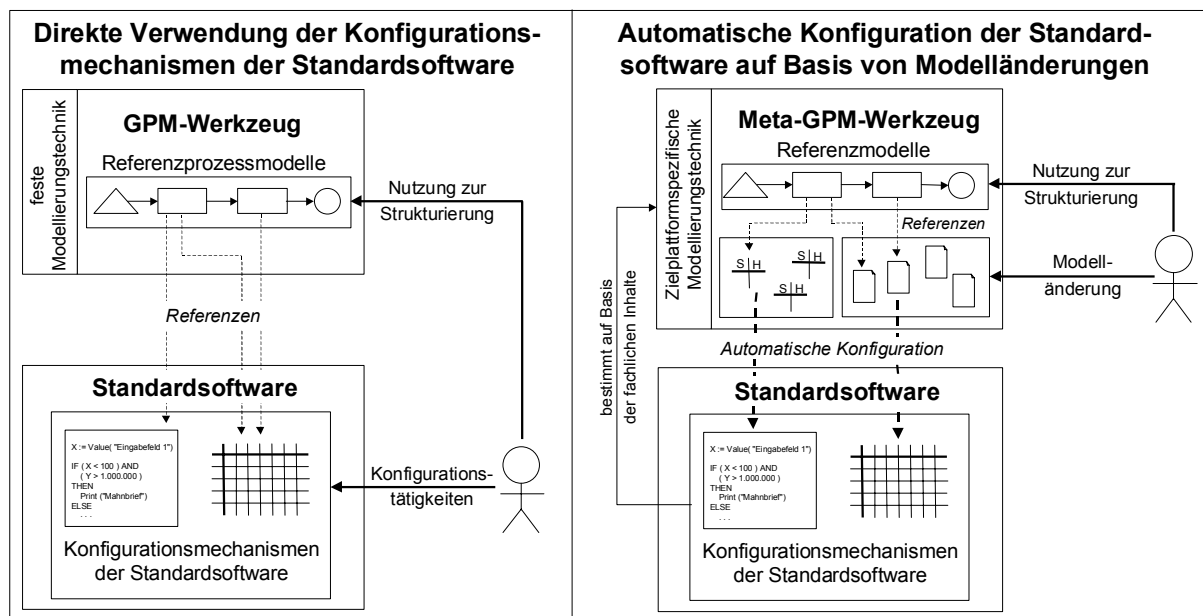 Direkte Verwendung der Konfigurations-
mechanismen der Standardsoftware
feste
Modellierungstechnik
GPM-Werkzeug
Referenzprozessmodelle
Nutzung zur
Strukturierung
Referenzen
Standardsoftware
X := Value( "Eingabefeld 1")
IF ( X < 100 ) AND
( Y > 1.000.000 )
THEN
Print ("Mahnbrief")
ELSE
. . .
Konfigurations-
tätigkeiten
Konfigurationsmechanismen
der Standardsoftware
Automatische Konfiguration der Standard-
software auf Basis von Modelländerungen
Zielplattformspezifische
Modellierungstechnik
Meta-GPM-Werkzeug
Referenzmodelle
Nutzung zur
Strukturierung
Referenzen
S H
S H
S H
Modell-
änderung
bestimmt auf Basis
der fachlichen Inhalte
Automatische Konfiguration
Standardsoftware
X := Value( "Eingabefeld 1")
IF ( X < 100 ) AND
( Y > 1.000.000 )
THEN
Print ("Mahnbrief")
ELSE
. . .
Konfigurationsmechanismen
der Standardsoftware